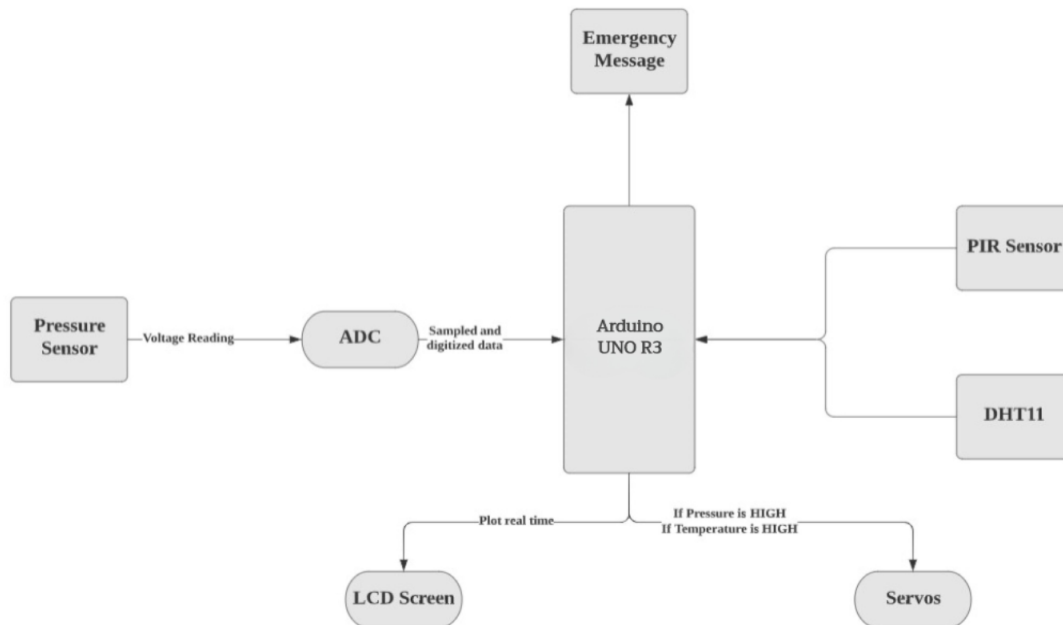 Emergency
Message
PIR Sensor
Pressure
Sensor
Voltage Reading
ADC
Sampled and
digitized data
Arduino
UNO R3
DHT11
Plot real time
If Pressure is HIGH
If Temperature is HIGH
LCD Screen
Servos